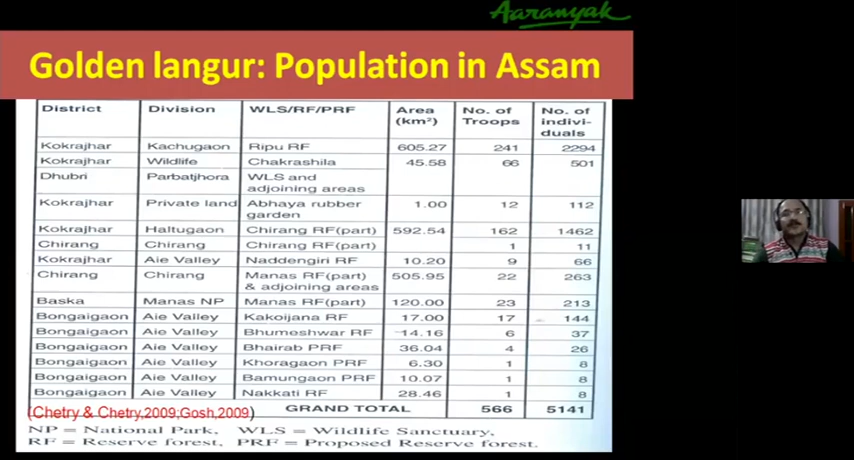 Aaranyak
Golden langur: Population in Assam
District Division WLS/RF/PRF Area (km²) No. of Troops No. of indivi-duals
Kokrajhar Kachugaon Ripu RF 605.27 241 2294
Kokrajhar Wildlife Chakrashila 45.58 66 501
Dhubri Parbatjhora WLS and adjoining areas
Kokrajhar Private land Abhaya rubber garden 1.00 12 112
Kokrajhar Haltugaon Chirang RF(part) 592.54 162 1462
Chirang Chirang Chirang RF(part) 1 11
Kokrajhar Aie Valley Naddengiri RF 10.20 9 66
Chirang Chirang Manas RF(part) & adjoining areas 505.95 22 263
Baska Manas NP Manas RF(part) 120.00 23 213
Bongaigaon Aie Valley Kakoijana RF 17.00 17 144
Bongaigaon Aie Valley Bhumeshwar RF 14.16 6 37
Bongaigaon Aie Valley Bhairab PRF 36.04 4 26
Bongaigaon Aie Valley Khoragaon PRF 6.30 1 8
Bongaigaon Aie Valley Bamungaon PRF 10.07 1 8
Bongaigaon Aie Valley Nakkati RF 28.46 1 8
(Chetry & Chetry,2009;Gosh,2009) GRAND TOTAL 566 5141
NP = National Park, WLS = Wildlife Sanctuary,
RF = Reserve forest, PRF = Proposed Reserve forest.